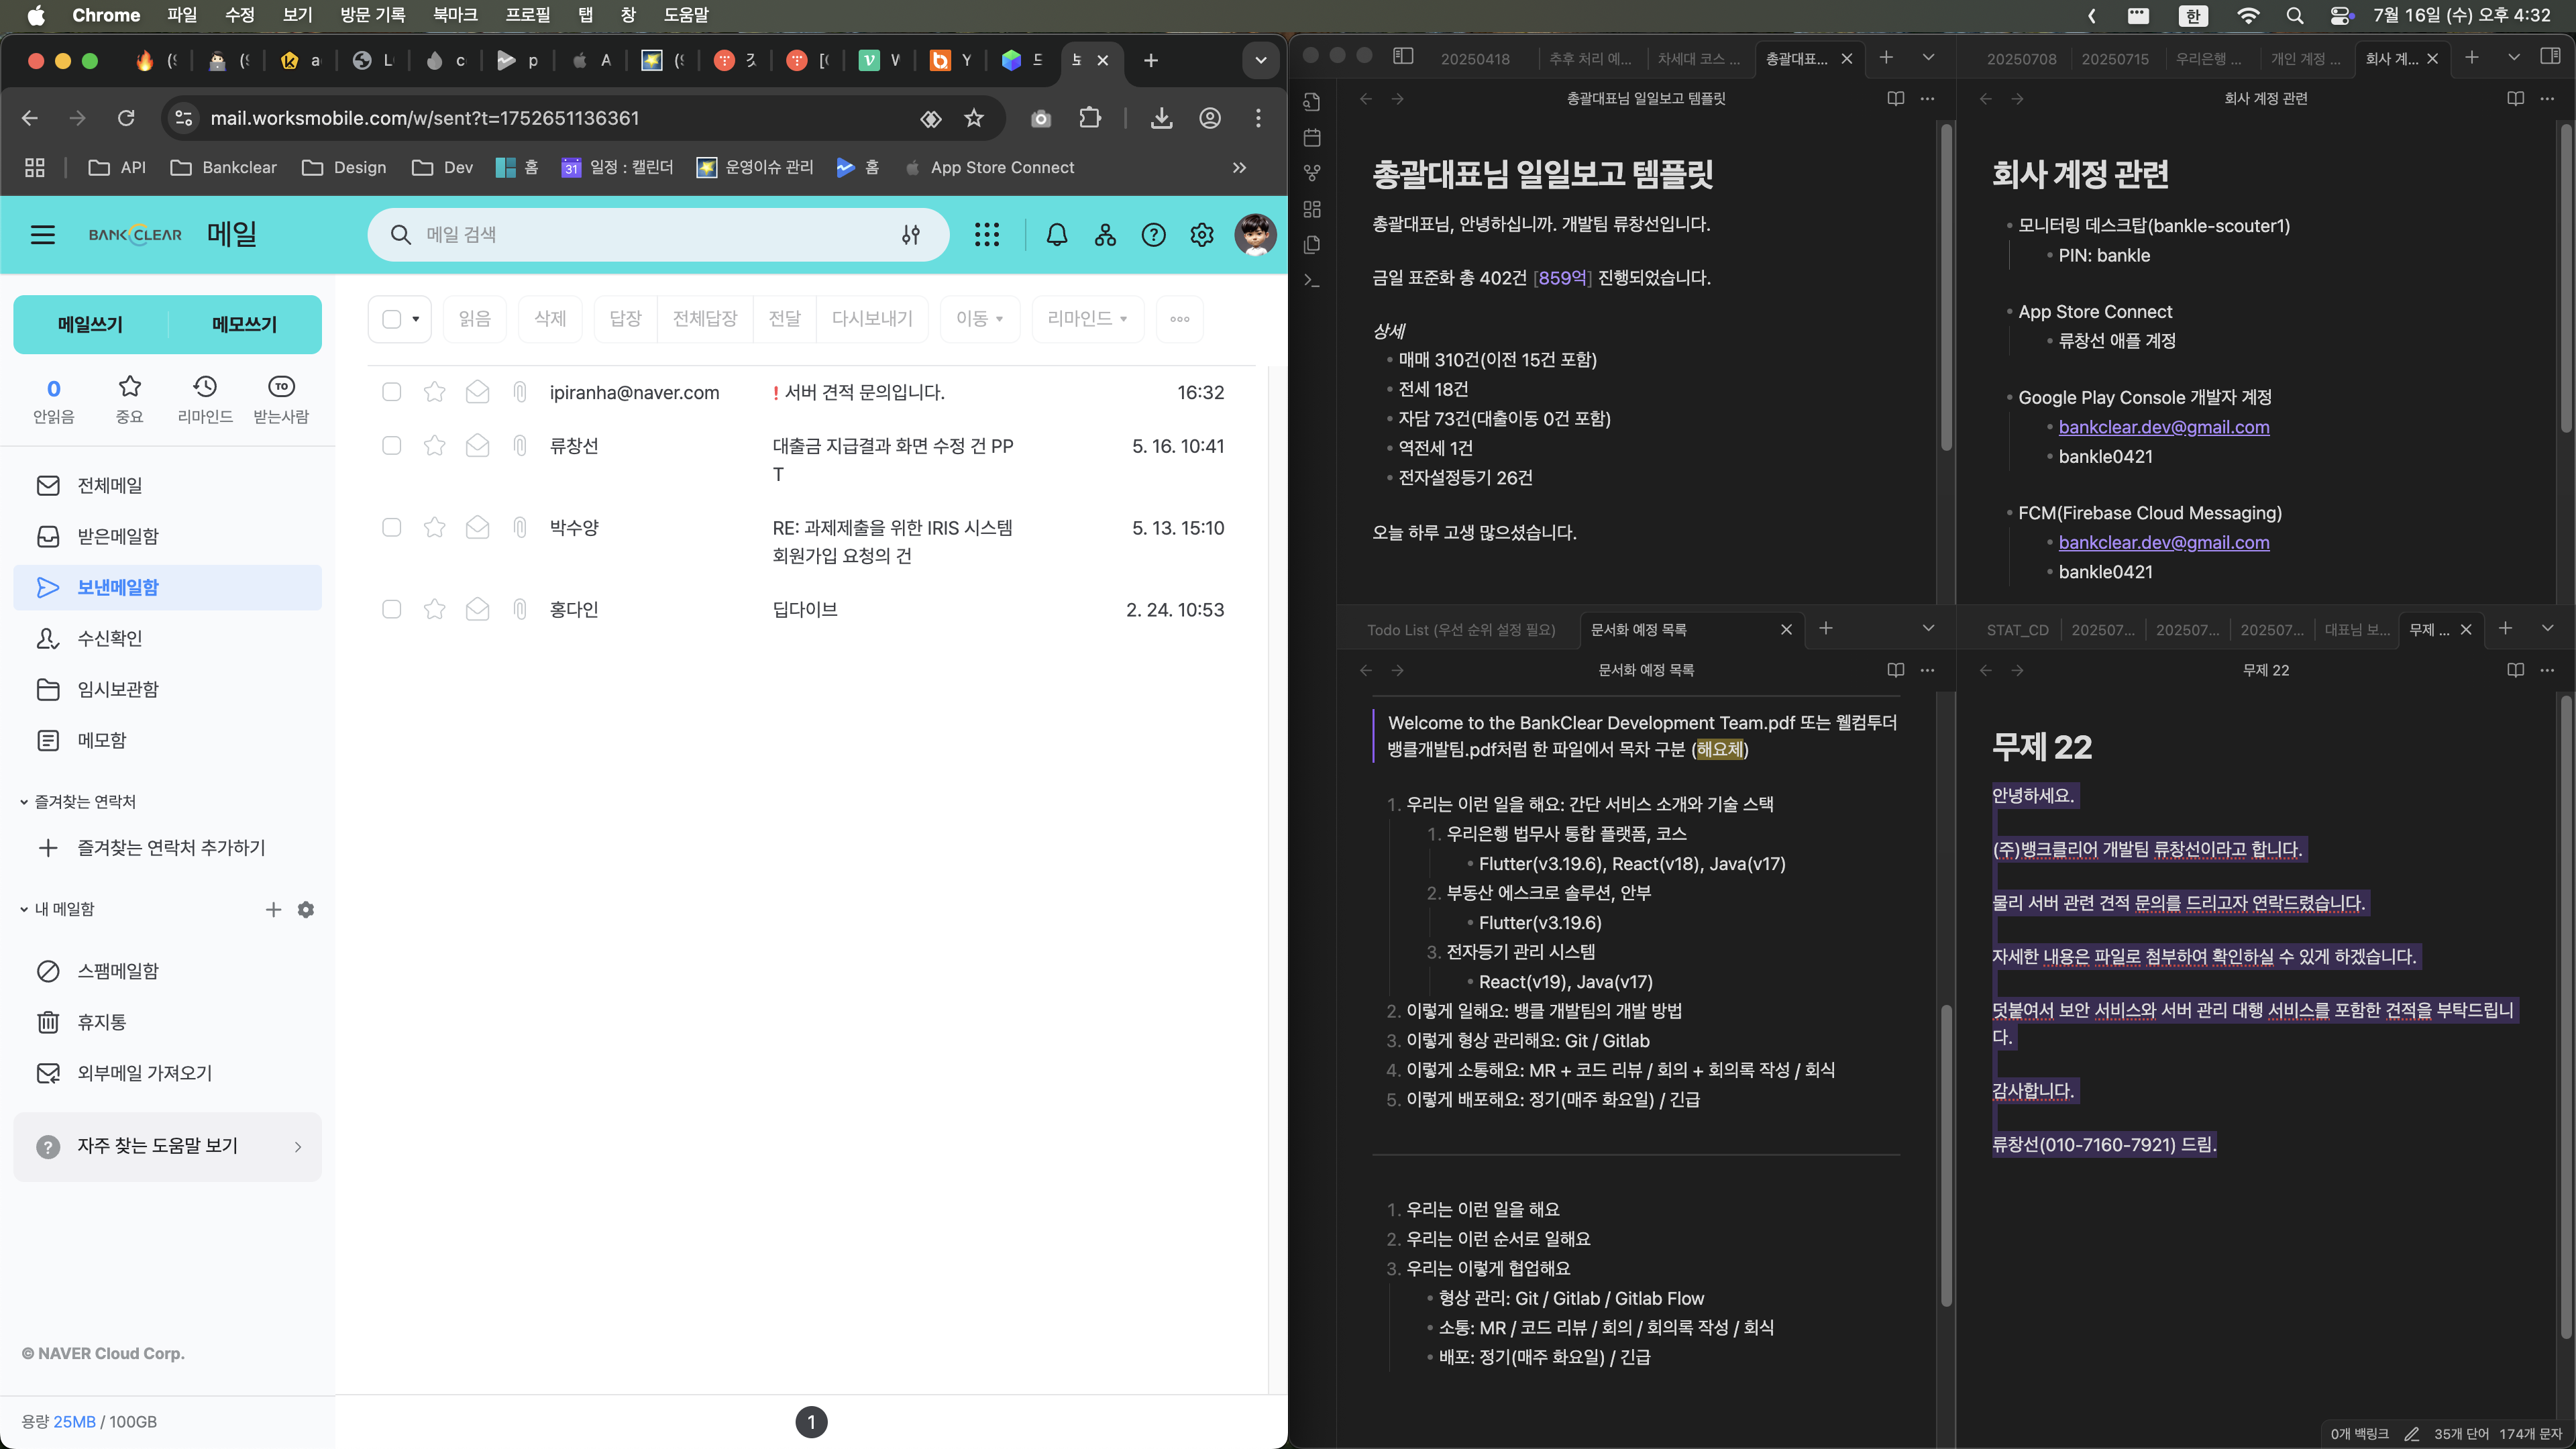 Chrome 파일 수정 보기 방문 기록 북마크 프로필 탭 창 도움말
한 7월 16일 (수) 오후 4:32
mail.worksmobile.com/w/sent?t=1752651136361
API Bankclear Design Dev 홈 일정 : 캘린더 운영이슈 관리 홈 App Store Connect
BANKCLEAR 메일 메일 검색
메일쓰기 메모쓰기
0 안읽음
중요
리마인드
TO 받는사람
전체메일
받은메일함
보낸메일함
수신확인
임시보관함
메모함
즐겨찾는 연락처
즐겨찾는 연락처 추가하기
내 메일함
스팸메일함
휴지통
외부메일 가져오기
자주 찾는 도움말 보기
© NAVER Cloud Corp.
용량 25MB / 100GB
읽음 삭제 답장 전체답장 전달 다시보내기 이동 리마인드
ipiranha@naver.com ! 서버 견적 문의입니다. 16:32
류창선 대출금 지급결과 화면 수정 건 PP 5. 16. 10:41
T
박수양 RE: 과제제출을 위한 IRIS 시스템 5. 13. 15:10
회원가입 요청의 건
홍다인 딥다이브 2. 24. 10:53
1
20250418 추후 처리 예... 차세대 코스 ... 총괄대표...
총괄대표님 일일보고 템플릿
총괄대표님 일일보고 템플릿
총괄대표님, 안녕하십니까. 개발팀 류창선입니다.
금일 표준화 총 402건 [859억] 진행되었습니다.
상세
매매 310건(이전 15건 포함)
전세 18건
자담 73건(대출이동 0건 포함)
역전세 1건
전자설정등기 26건
오늘 하루 고생 많으셨습니다.
20250708 20250715 우리은행 ... 개인 계정 ... 회사 계...
회사 계정 관련
회사 계정 관련
모니터링 데스크탑(bankle-scouter1)
PIN: bankle
App Store Connect
류창선 애플 계정
Google Play Console 개발자 계정
bankclear.dev@gmail.com
bankle0421
FCM(Firebase Cloud Messaging)
bankclear.dev@gmail.com
bankle0421
Todo List (우선 순위 설정 필요) 문서화 예정 목록
문서화 예정 목록
Welcome to the BankClear Development Team.pdf 또는 웰컴투더
뱅클개발팀.pdf처럼 한 파일에서 목차 구분 (해요체)
1. 우리는 이런 일을 해요: 간단 서비스 소개와 기술 스택
1. 우리은행 법무사 통합 플랫폼, 코스
Flutter(v3.19.6), React(v18), Java(v17)
2. 부동산 에스크로 솔루션, 안부
Flutter(v3.19.6)
3. 전자등기 관리 시스템
React(v19), Java(v17)
2. 이렇게 일해요: 뱅클 개발팀의 개발 방법
3. 이렇게 형상 관리해요: Git / Gitlab
4. 이렇게 소통해요: MR + 코드 리뷰 / 회의 + 회의록 작성 / 회식
5. 이렇게 배포해요: 정기(매주 화요일) / 긴급
1. 우리는 이런 일을 해요
2. 우리는 이런 순서로 일해요
3. 우리는 이렇게 협업해요
형상 관리: Git / Gitlab / Gitlab Flow
소통: MR / 코드 리뷰 / 회의 / 회의록 작성 / 회식
배포: 정기(매주 화요일) / 긴급
STAT_CD 202507... 202507... 202507... 대표님 보... 무제 ...
무제 22
무제 22
안녕하세요.
(주)뱅크클리어 개발팀 류창선이라고 합니다.
물리 서버 관련 견적 문의를 드리고자 연락드렸습니다.
자세한 내용은 파일로 첨부하여 확인하실 수 있게 하겠습니다.
덧붙여서 보안 서비스와 서버 관리 대행 서비스를 포함한 견적을 부탁드립니
다.
감사합니다.
류창선(010-7160-7921) 드림.
0개 백링크 35개 단어 174개 문자